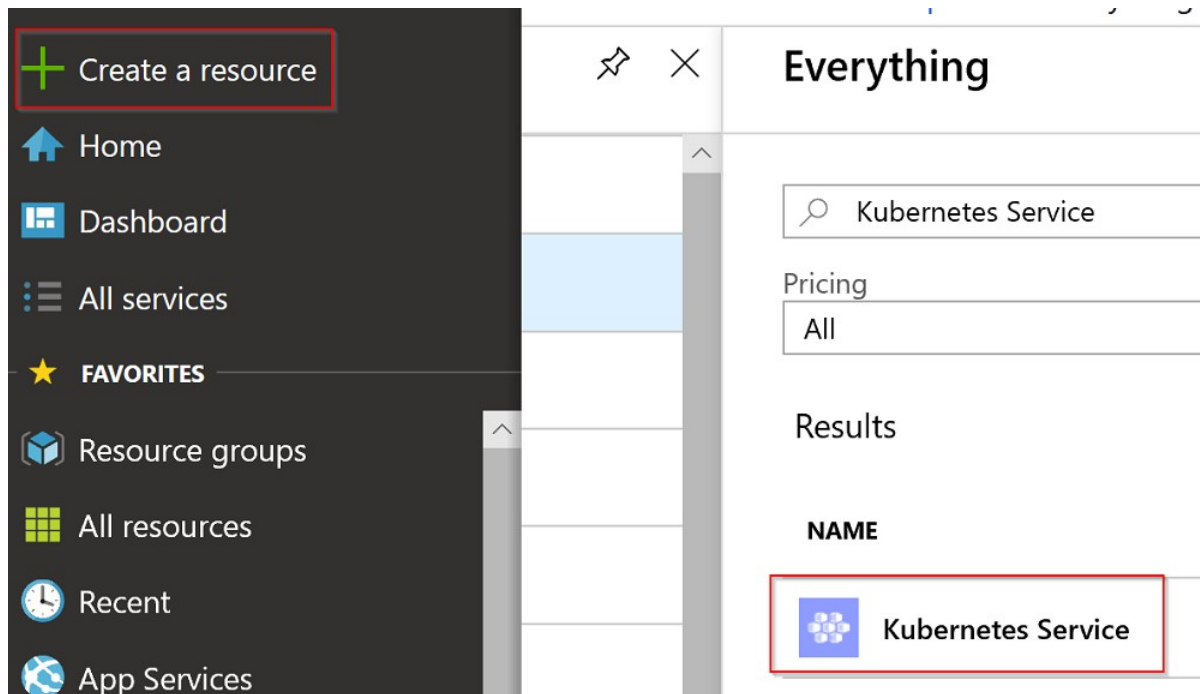 Create a resource
Home
Dashboard
All services
FAVORITES
Resource groups
All resources
Recent
App Services
Everything
Kubernetes Service
Pricing
All
Results
NAME
Kubernetes Service